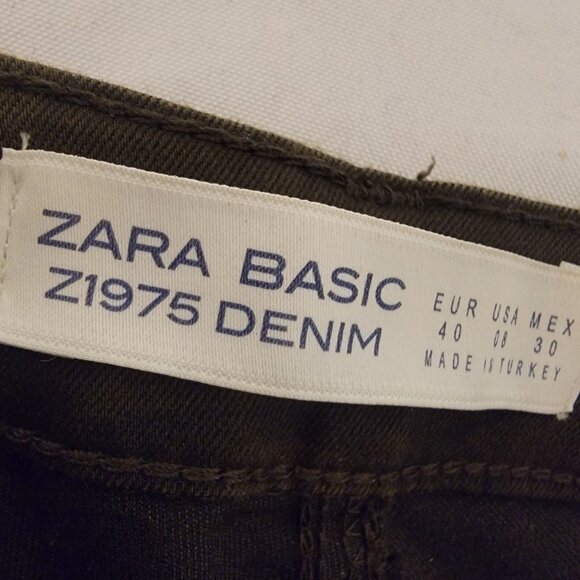 ZARA BASIC
Z1975 DENIM
EUR USA MEX
40 08 30
MADE IN TURKEY